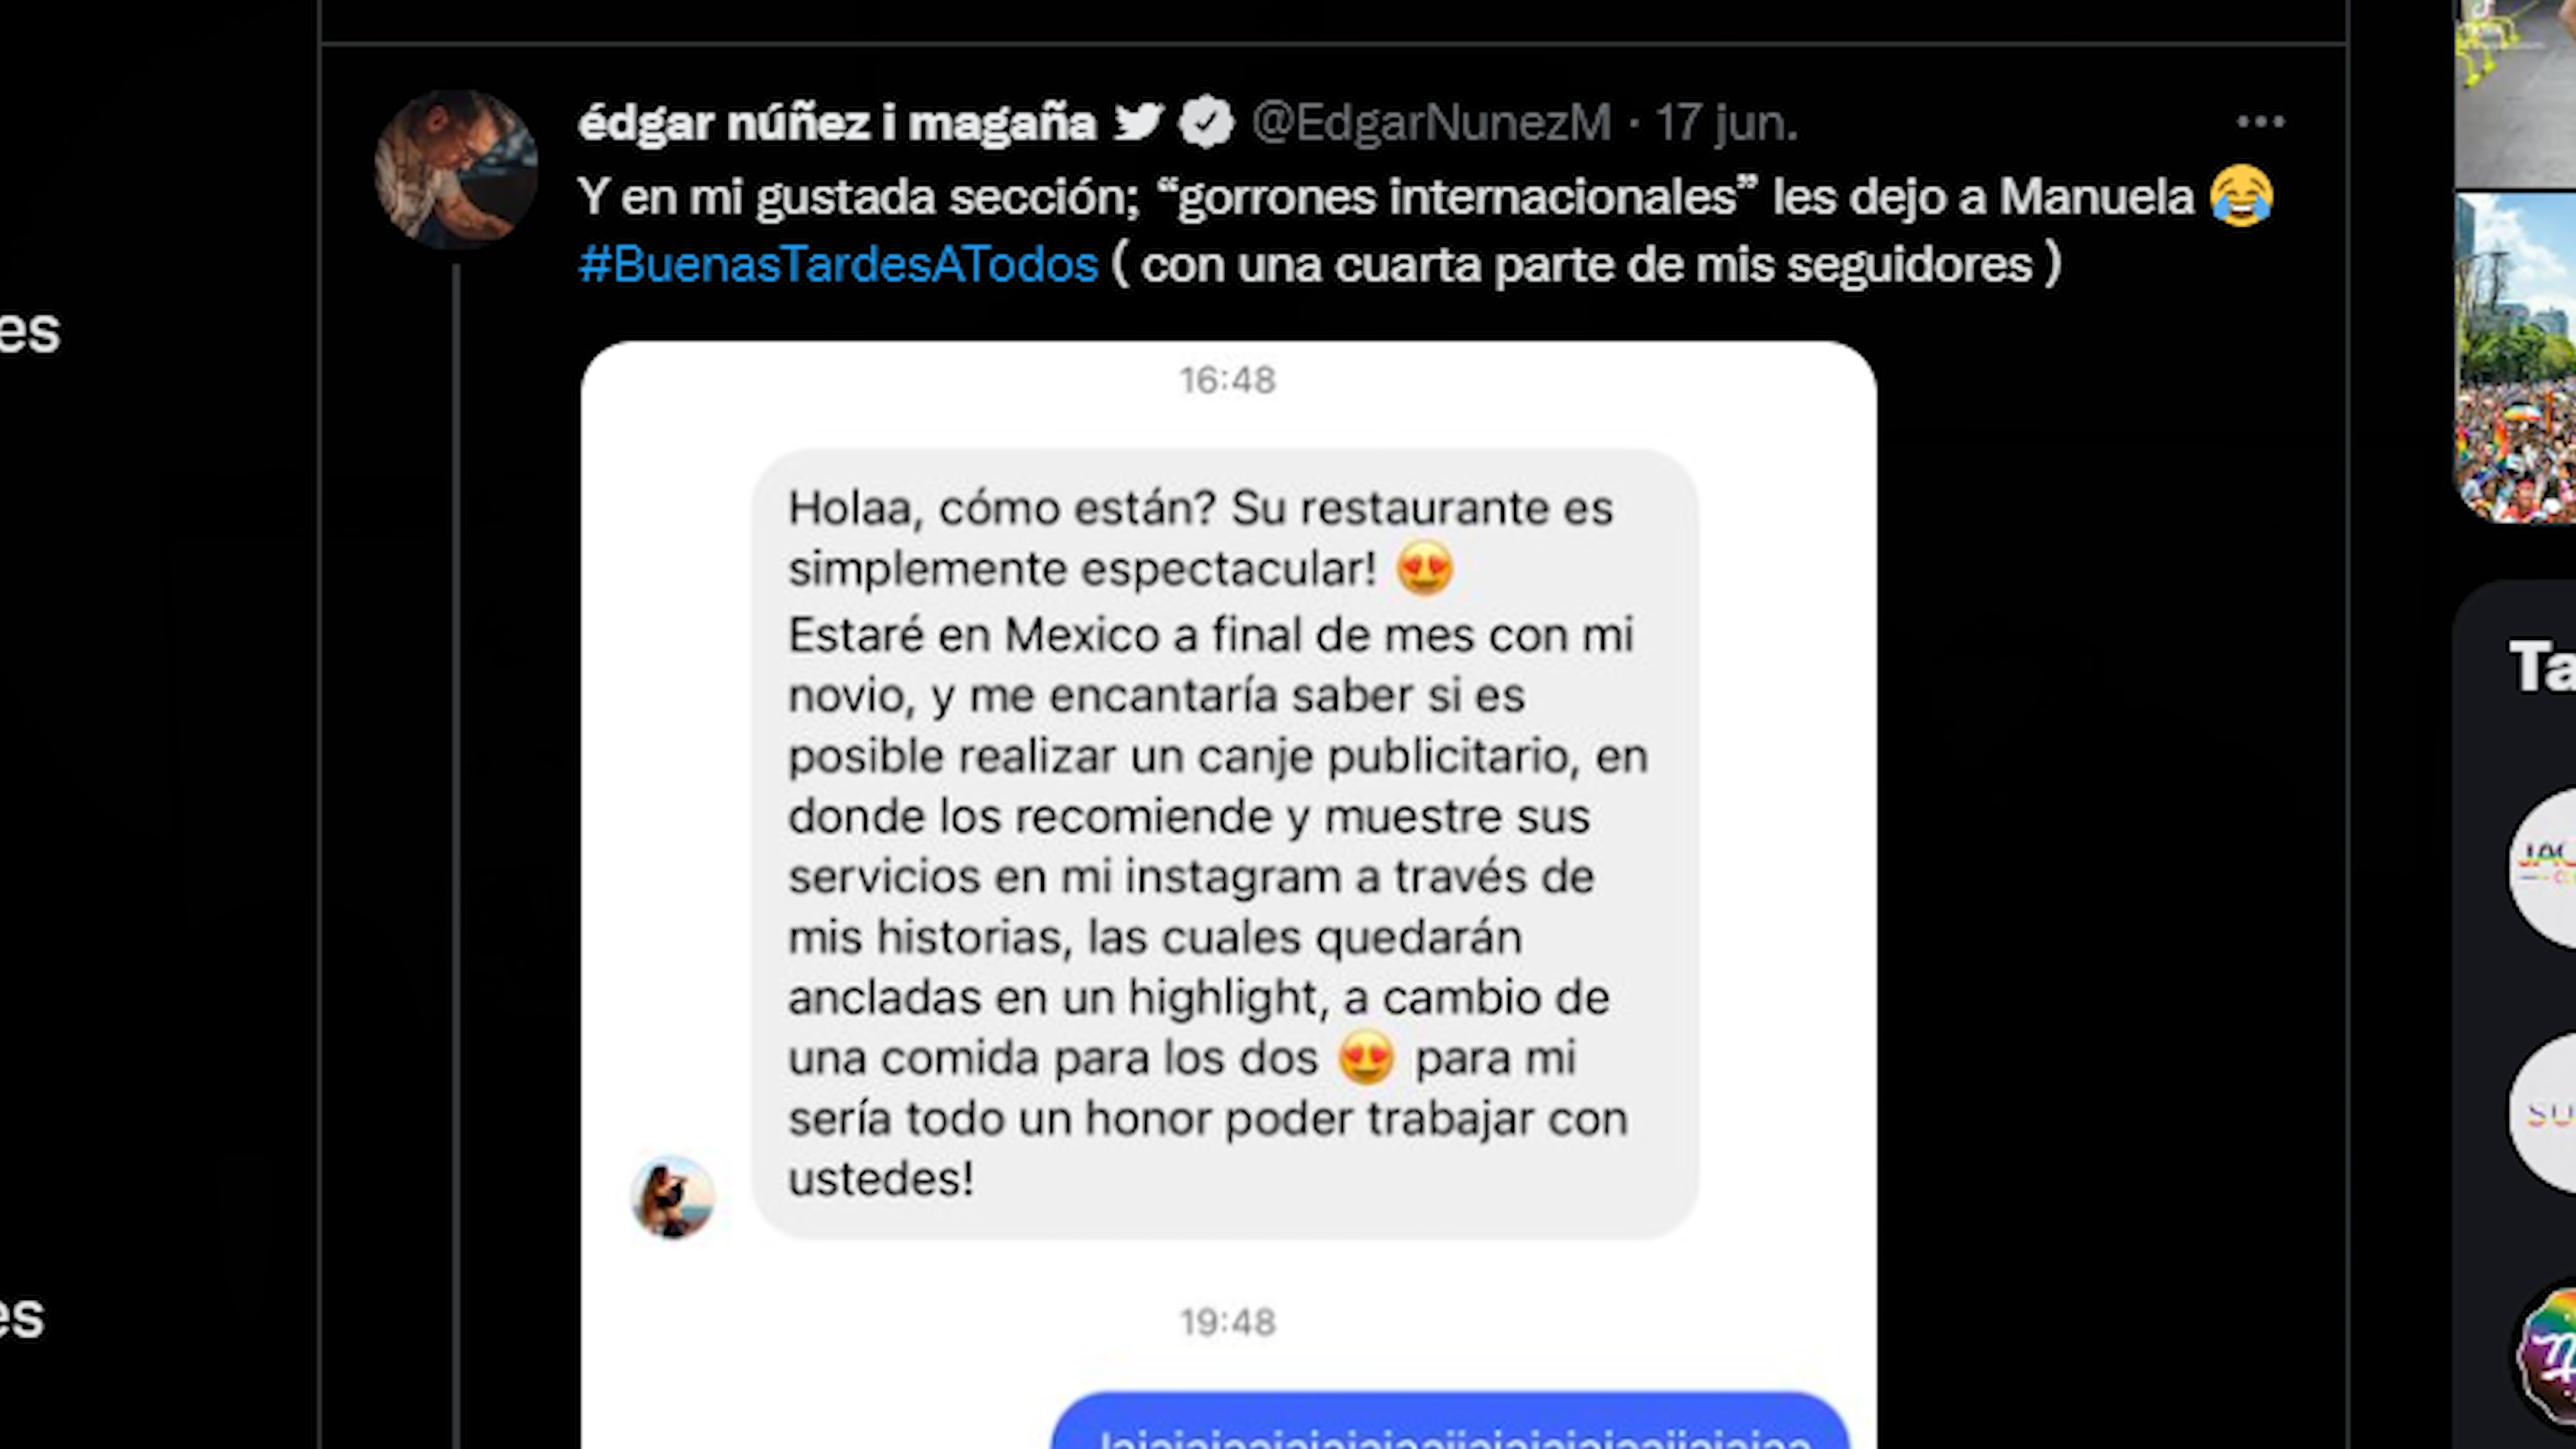 édgar núñez i magaña @EdgarNunezM · 17 jun.
Y en mi gustada sección; “gorrones internacionales” les dejo a Manuela 😂
#BuenasTardesATodos ( con una cuarta parte de mis seguidores )
es
16:48
Holaa, cómo están? Su restaurante es
simplemente espectacular! 😍
Estaré en Mexico a final de mes con mi
novio, y me encantaría saber si es
posible realizar un canje publicitario, en
donde los recomiende y muestre sus
servicios en mi instagram a través de
mis historias, las cuales quedarán
ancladas en un highlight, a cambio de
una comida para los dos 😍 para mi
sería todo un honor poder trabajar con
ustedes!
19:48
es
Ta
SU